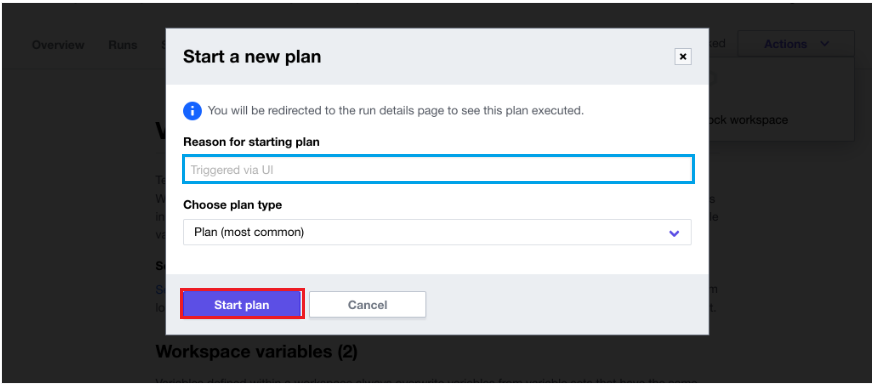 Overview Runs
Actions
Start a new plan
You will be redirected to the run details page to see this plan executed.
ock workspace
Reason for starting plan
Triggered via UI
Choose plan type
Plan (most common)
Start plan Cancel
Workspace variables (2)